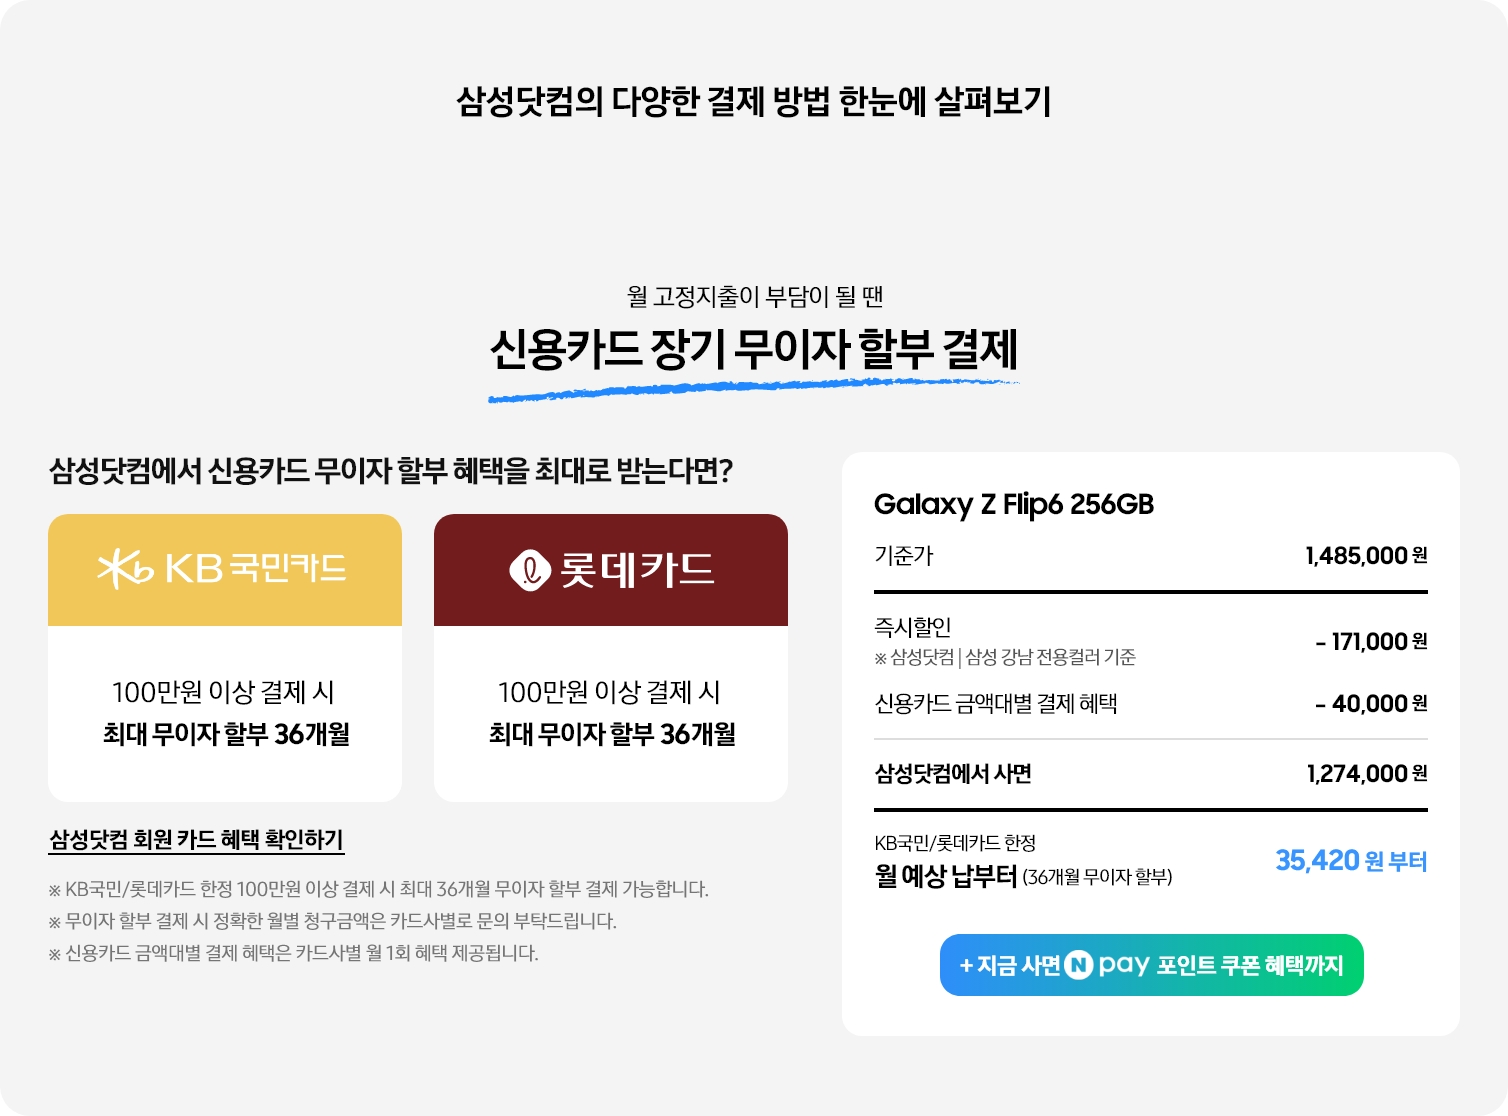 삼성닷컴의 다양한 결제 방법 한눈에 살펴보기
월 고정지출이 부담이 될 땐
신용카드 장기 무이자 할부 결제
삼성닷컴에서 신용카드 무이자 할부 혜택을 최대로 받는다면?
KB국민카드
100만원 이상 결제 시
최대 무이자 할부 36개월
롯데카드
100만원 이상 결제 시
최대 무이자 할부 36개월
삼성닷컴 회원 카드 혜택 확인하기
※ KB국민/롯데카드 한정 100만원 이상 결제 시 최대 36개월 무이자 할부 결제 가능합니다.
※ 무이자 할부 결제 시 정확한 월별 청구금액은 카드사별로 문의 부탁드립니다.
※ 신용카드 금액대별 결제 혜택은 카드사별 월 1회 혜택 제공됩니다.
Galaxy Z Flip6 256GB
기준가 1,485,000 원
즉시할인 - 171,000 원
※ 삼성닷컴 | 삼성 강남 전용컬러 기준
신용카드 금액대별 결제 혜택 - 40,000 원
삼성닷컴에서 사면 1,274,000 원
KB국민/롯데카드 한정
월 예상 납부터 (36개월 무이자 할부) 35,420 원 부터
+ 지금 사면 N pay 포인트 쿠폰 혜택까지